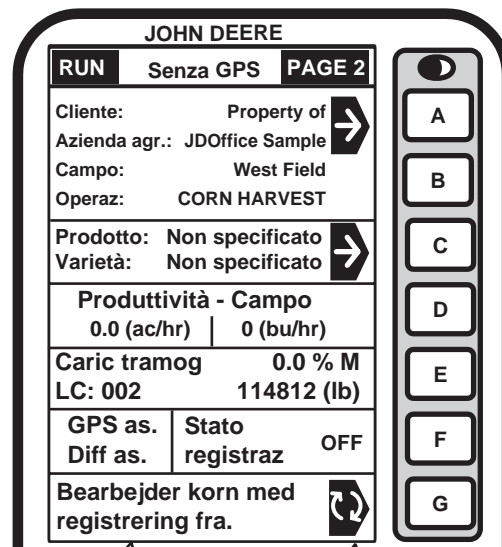 JOHN DEERE
RUN Senza GPS PAGE 2
Cliente: Property of
Azienda agr.: JDOffice Sample
Campo: West Field
Operaz: CORN HARVEST
Prodotto: Non specificato
Varietà: Non specificato
Produttività - Campo
0.0 (ac/hr) 0 (bu/hr)
Caric tramog 0.0 % M
LC: 002 114812 (lb)
GPS as.
Diff as.
Stato
registraz
OFF
Bearbejder korn med
registrering fra.
A
B
C
D
E
F
G